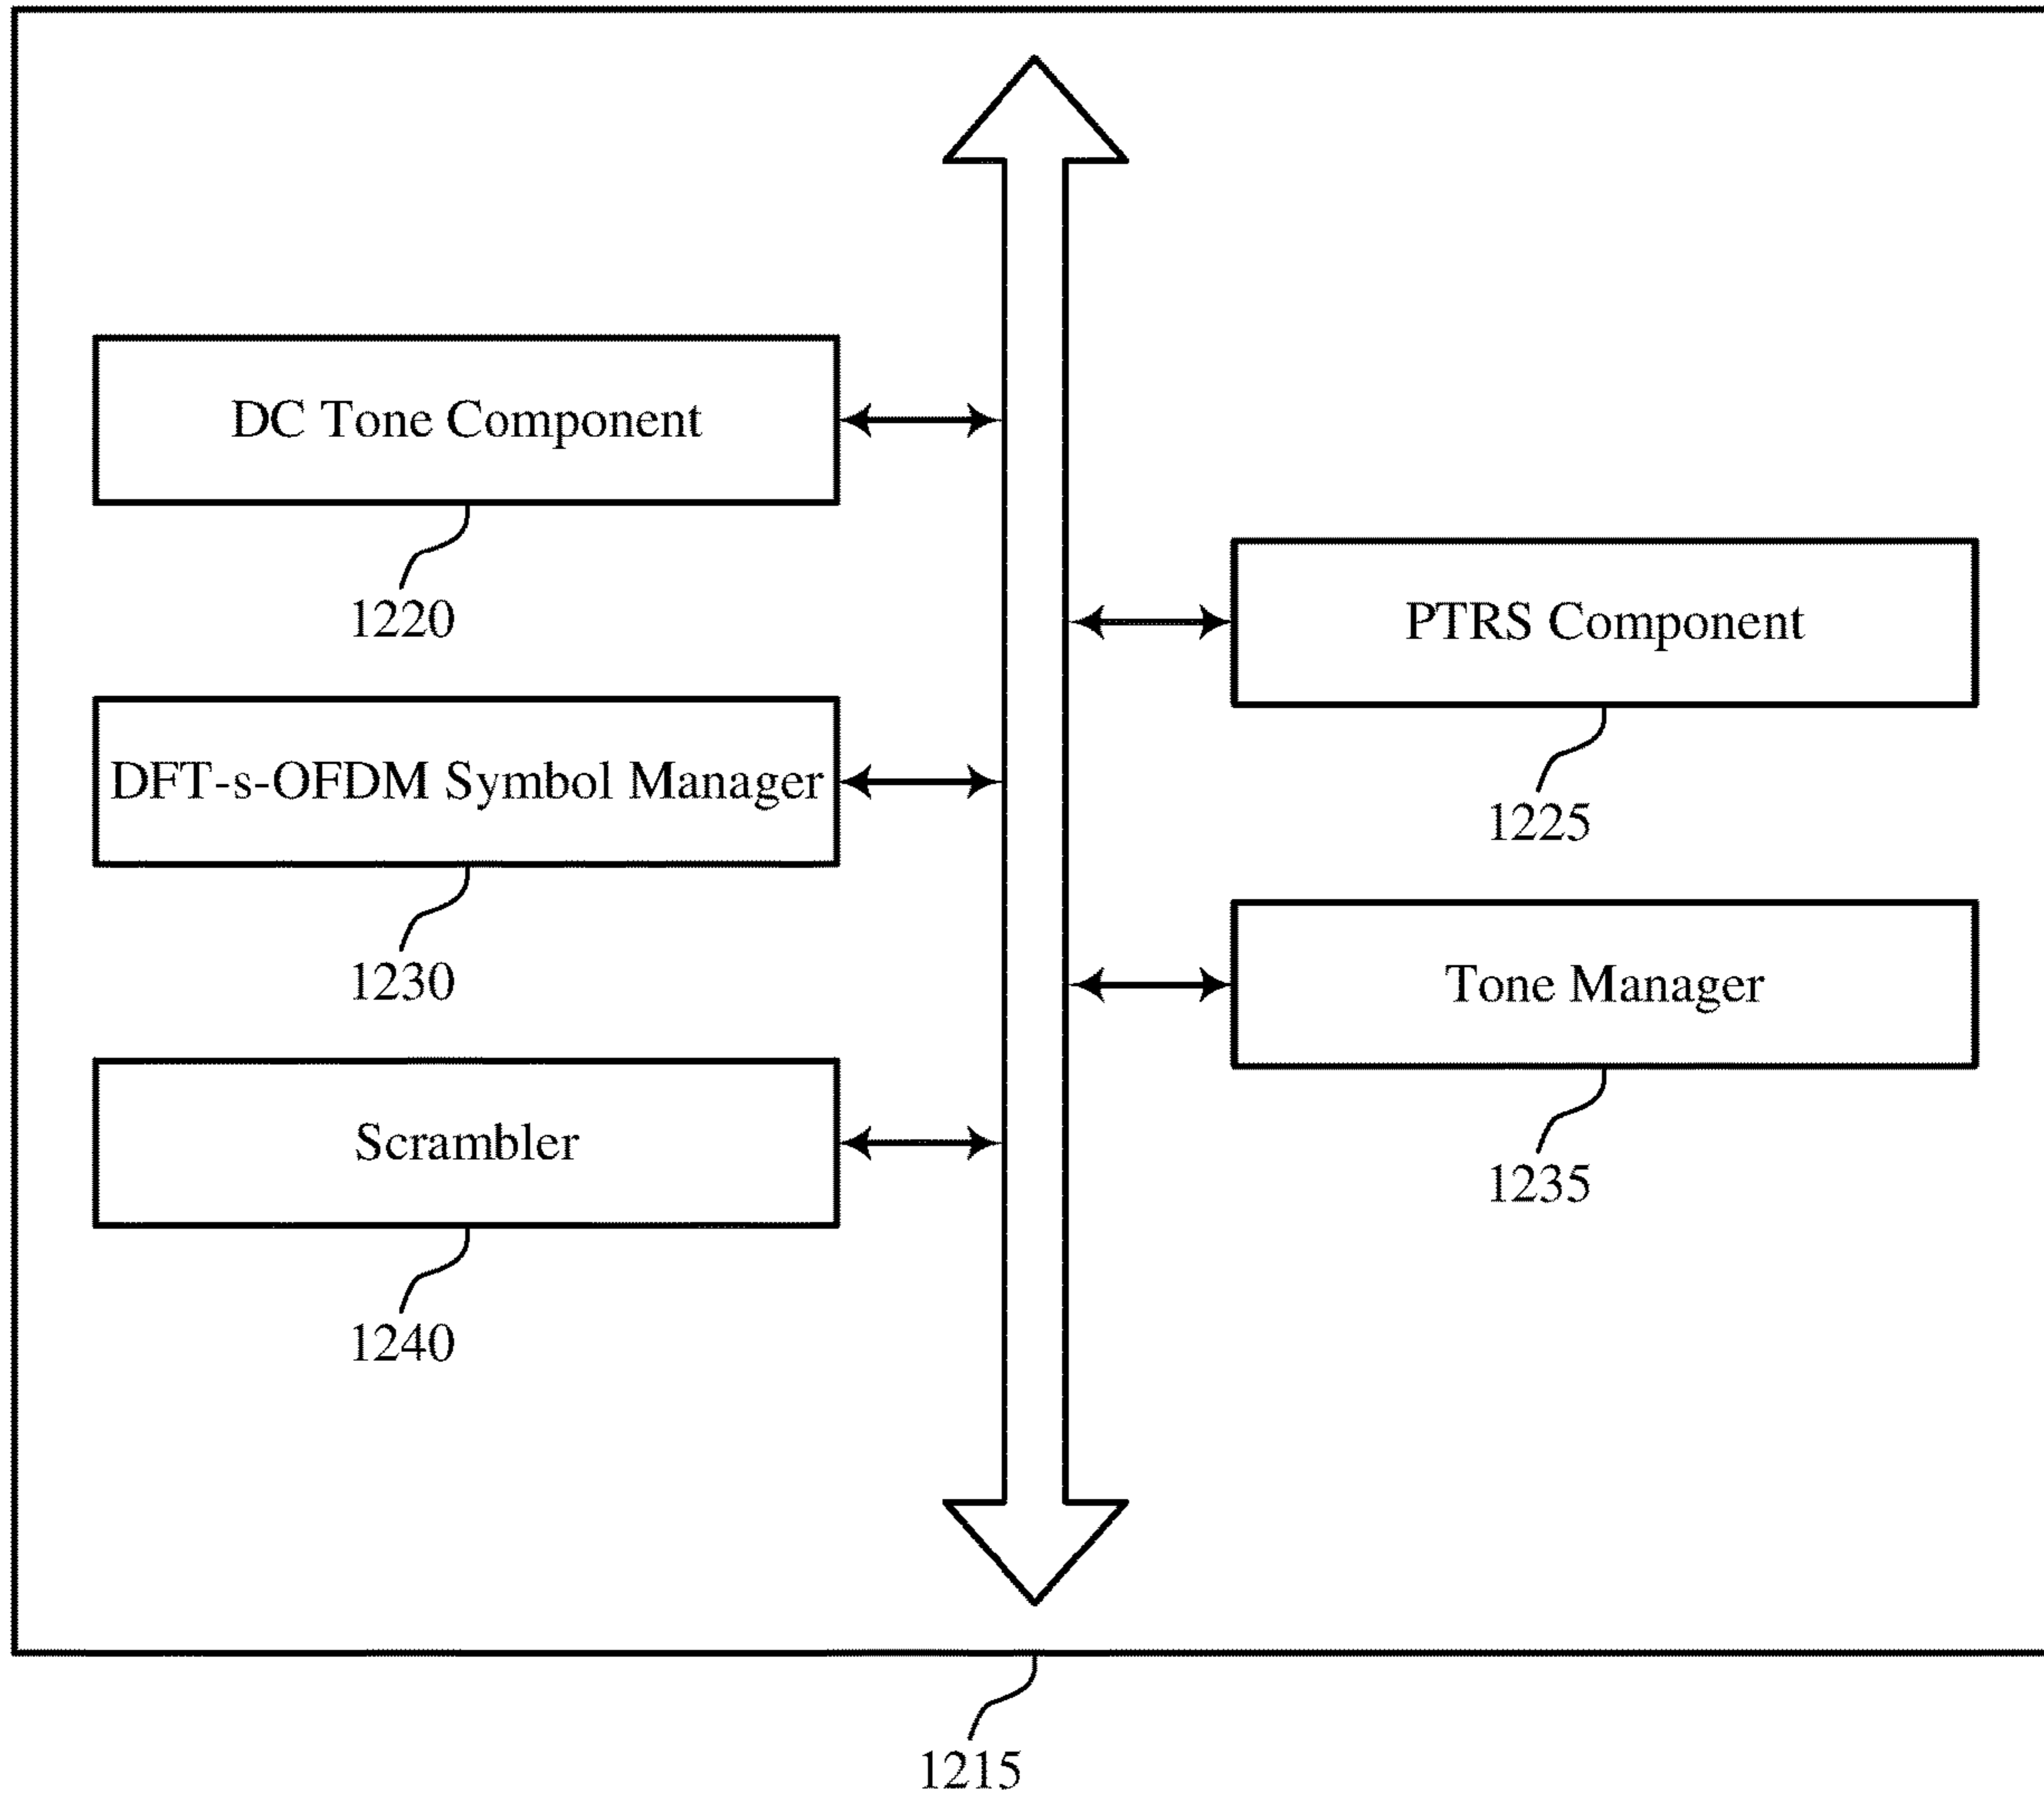 DC Tone Component
1220
PTRS Component
1225
DFT-s-OFDM Symbol Manager
1230
Tone Manager
1235
Scrambler
1240
1215